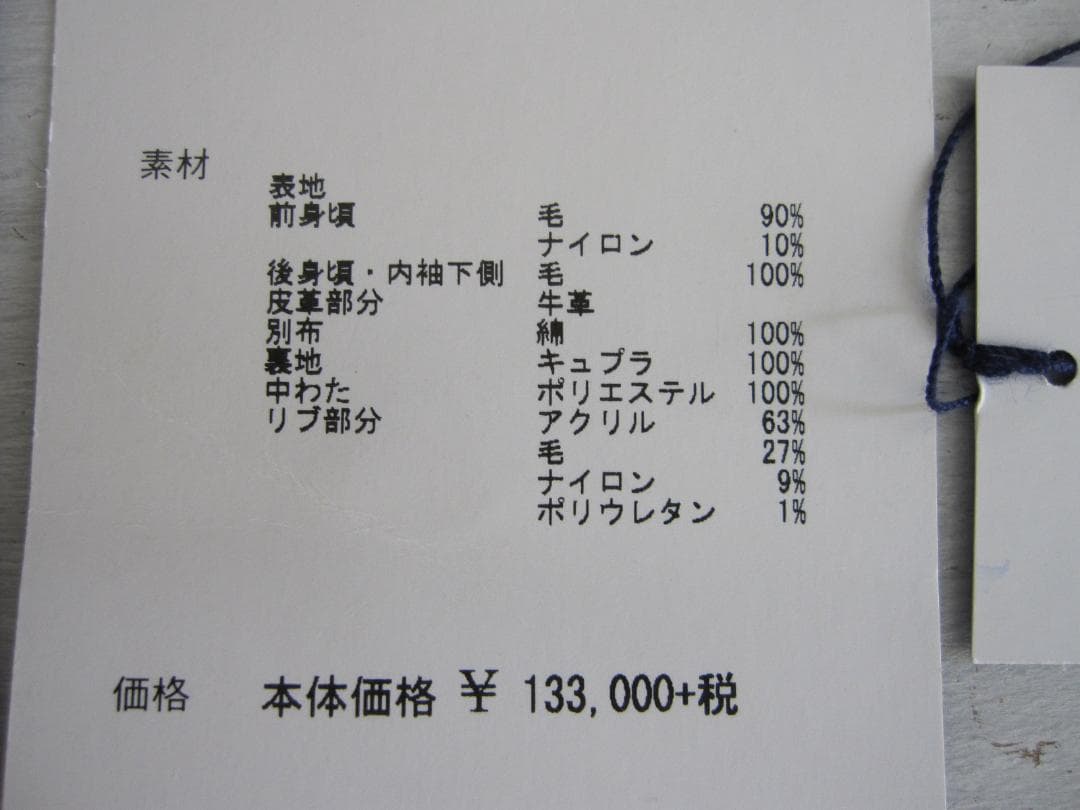 素材
表地
前身頃 毛 90%
ナイロン 10%
後身頃・内袖下側 毛 100%
皮革部分 牛革
別布 綿 100%
裏地 キュプラ 100%
中わた ポリエステル 100%
リブ部分 アクリル 63%
毛 27%
ナイロン 9%
ポリウレタン 1%
価格 本体価格 ¥ 133,000+税